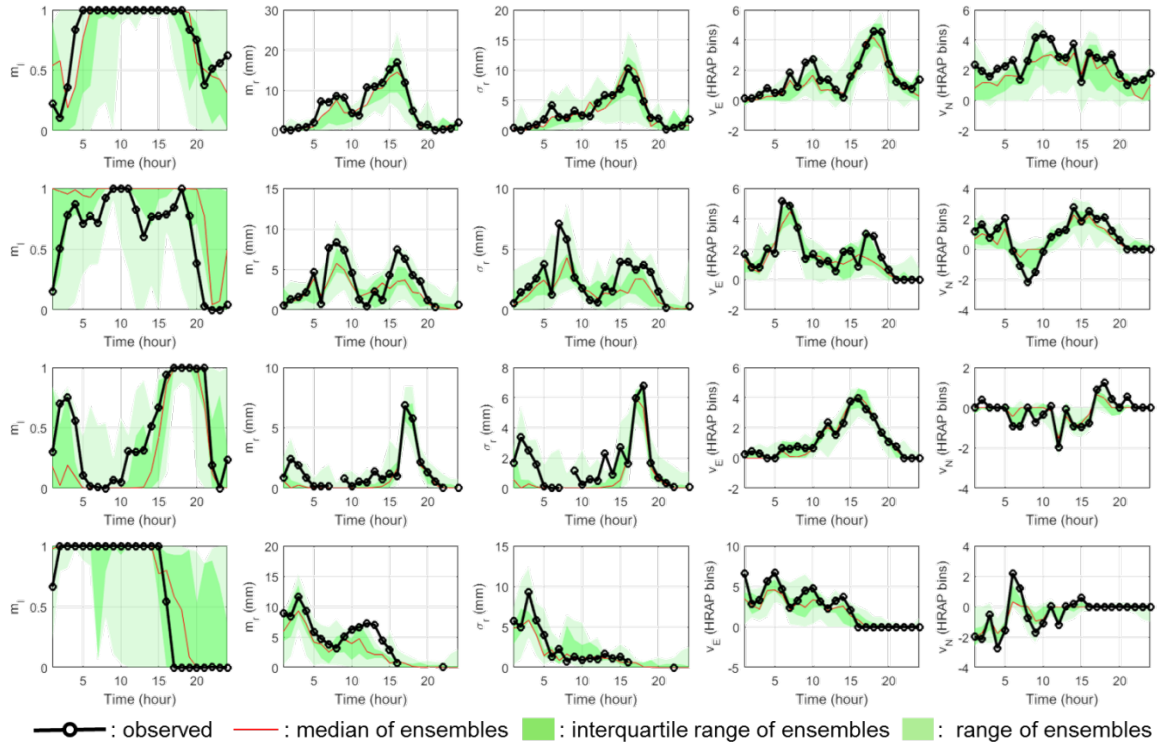 1
0.5
0
m_i
5 10 15 20
Time (hour)
30
20
10
0
m_r (mm)
5 10 15 20
Time (hour)
20
15
10
5
0
σ_r (mm)
5 10 15 20
Time (hour)
6
4
2
0
-2
v_E (HRAP bins)
5 10 15 20
Time (hour)
6
4
2
0
-2
v_N (HRAP bins)
5 10 15 20
Time (hour)
1
0.5
0
m_i
5 10 15 20
Time (hour)
15
10
5
0
m_r (mm)
5 10 15 20
Time (hour)
10
5
0
σ_r (mm)
5 10 15 20
Time (hour)
6
4
2
0
-2
v_E (HRAP bins)
5 10 15 20
Time (hour)
4
2
0
-2
-4
v_N (HRAP bins)
5 10 15 20
Time (hour)
1
0.5
0
m_i
5 10 15 20
Time (hour)
10
5
0
m_r (mm)
5 10 15 20
Time (hour)
8
6
4
2
0
σ_r (mm)
5 10 15 20
Time (hour)
6
4
2
0
-2
v_E (HRAP bins)
5 10 15 20
Time (hour)
2
0
-2
-4
v_N (HRAP bins)
5 10 15 20
Time (hour)
1
0.5
0
m_i
5 10 15 20
Time (hour)
20
15
10
5
0
m_r (mm)
5 10 15 20
Time (hour)
15
10
5
0
σ_r (mm)
5 10 15 20
Time (hour)
10
5
0
-5
v_E (HRAP bins)
5 10 15 20
Time (hour)
4
2
0
-2
-4
v_N (HRAP bins)
5 10 15 20
Time (hour)
: observed : median of ensembles : interquartile range of ensembles : range of ensembles